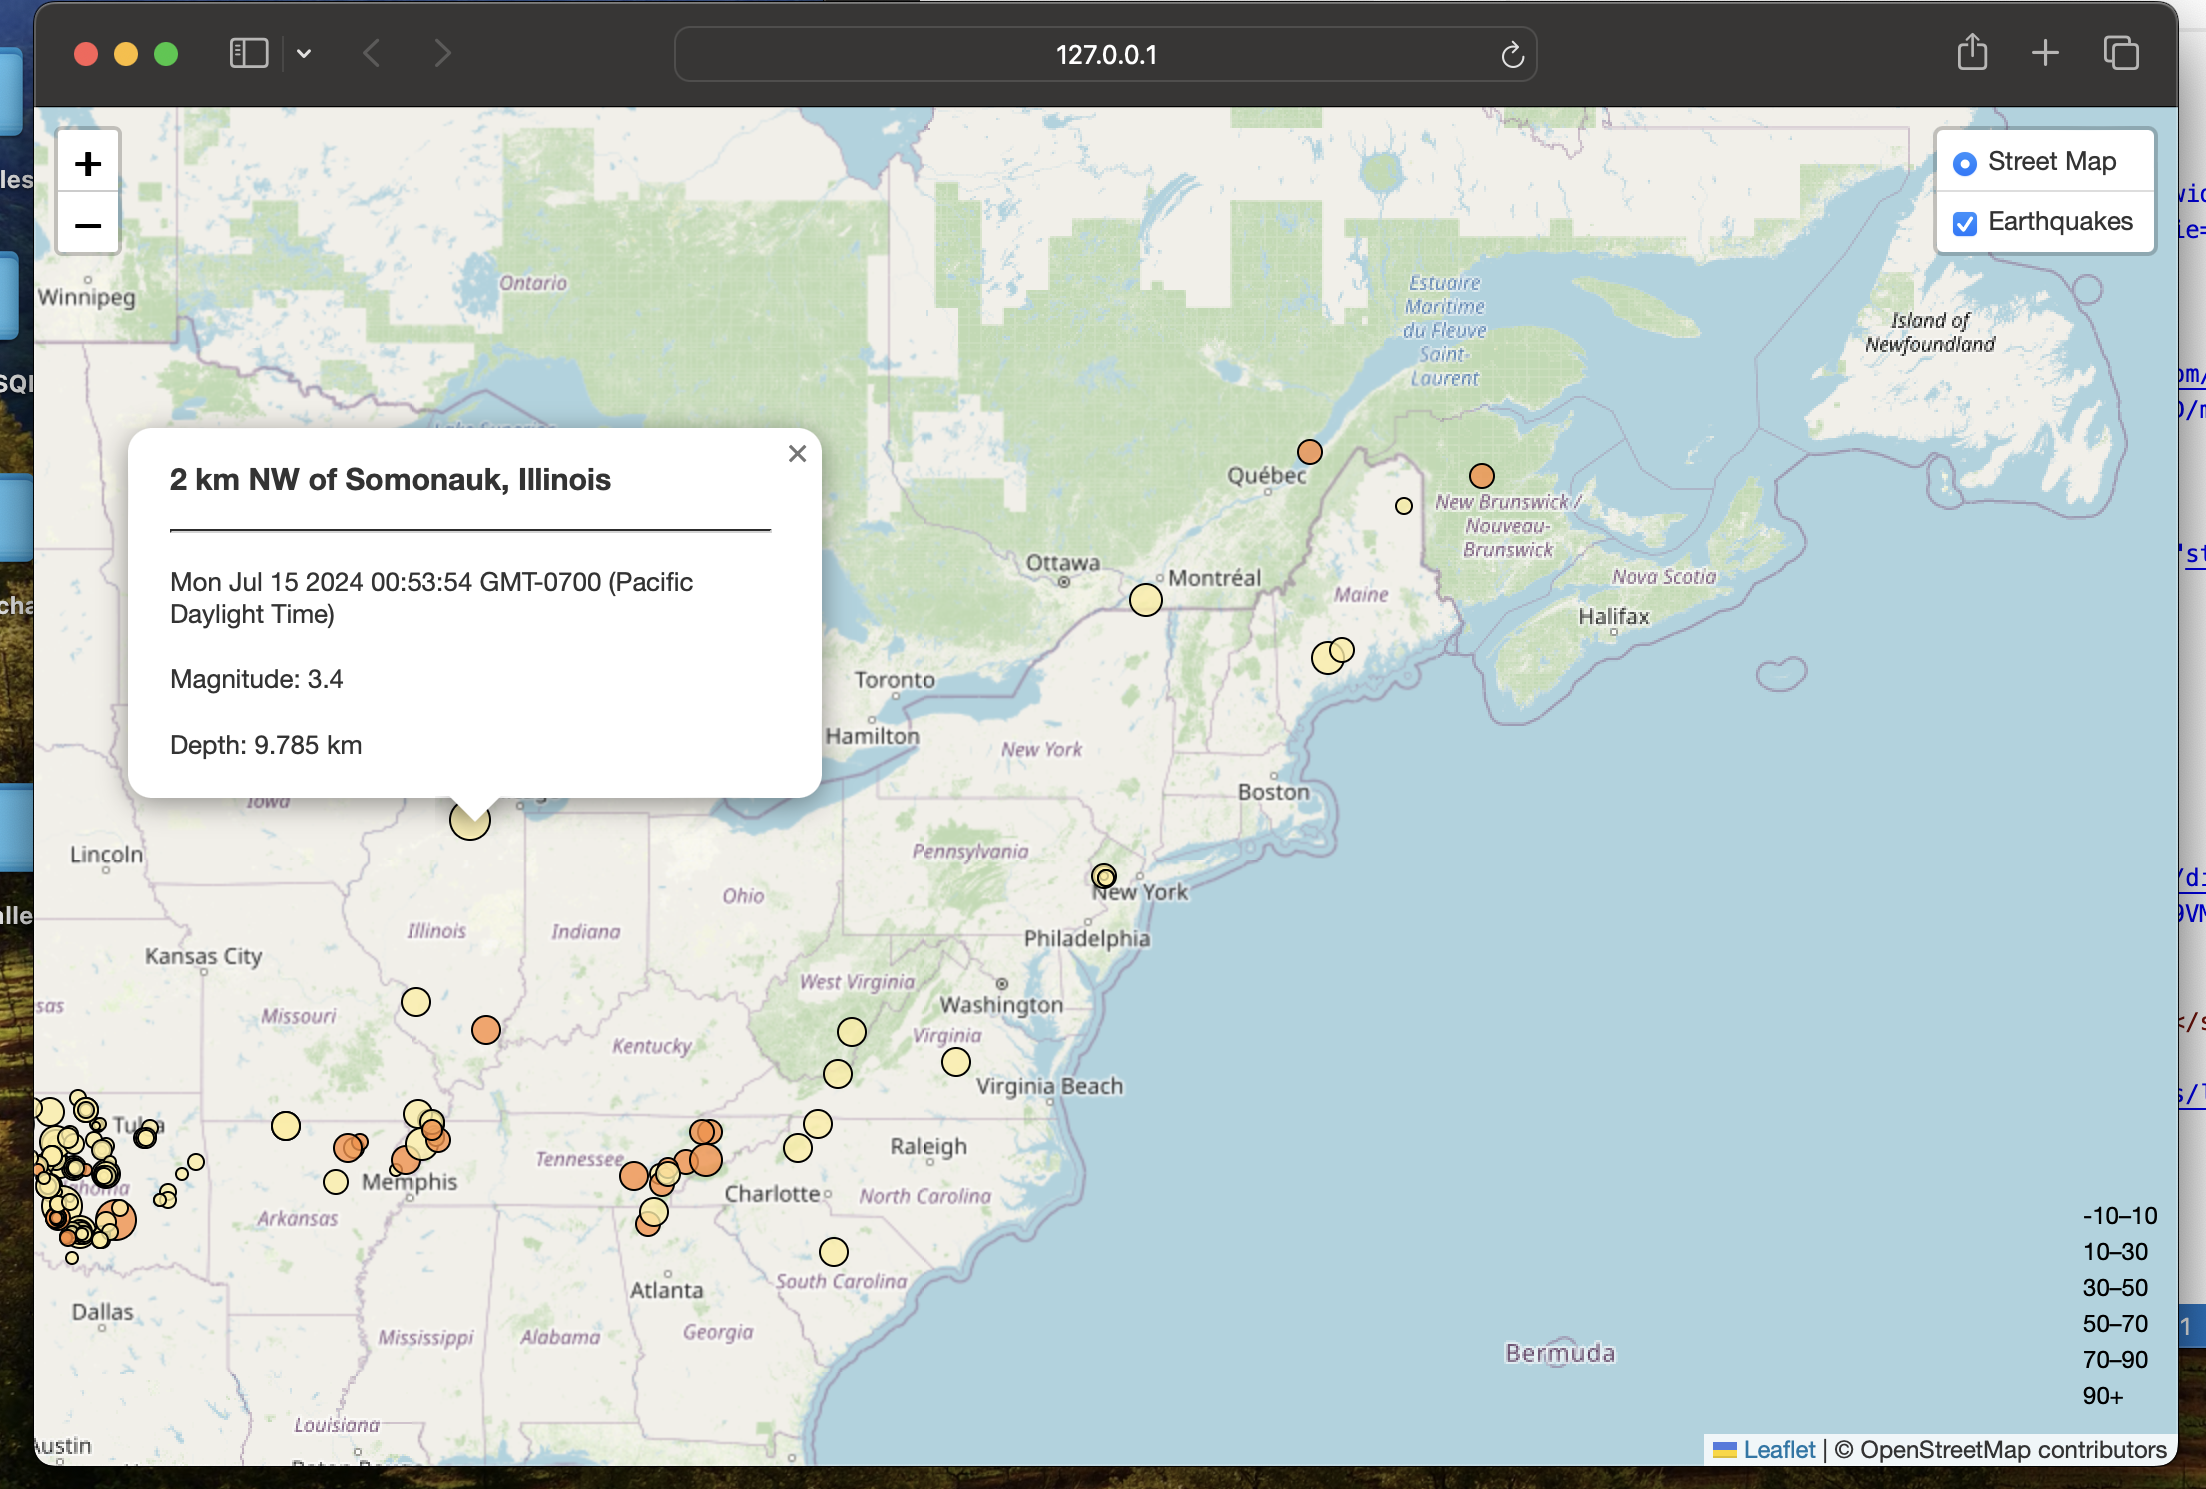 127.0.0.1
+
−
Street Map
Earthquakes
Winnipeg
Ontario
Estuaire
Maritime
du Fleuve
Saint-
Laurent
Island of
Newfoundland
2 km NW of Somonauk, Illinois
Mon Jul 15 2024 00:53:54 GMT-0700 (Pacific
Daylight Time)
Magnitude: 3.4
Depth: 9.785 km
Québec
New Brunswick /
Nouveau-
Brunswick
Ottawa
Montréal
Maine
Nova Scotia
Halifax
Toronto
Hamilton
New York
Boston
Iowa
Lincoln
Pennsylvania
New York
Ohio
Illinois
Indiana
Philadelphia
Kansas City
West Virginia
Washington
Missouri
Virginia
Kentucky
Virginia Beach
Tulsa
Raleigh
Tennessee
Memphis
Charlotte
North Carolina
Arkansas
South Carolina
Atlanta
Dallas
Mississippi
Alabama
Georgia
Bermuda
Louisiana
Austin
-10–10
10–30
30–50
50–70
70–90
90+
Leaflet | © OpenStreetMap contributors